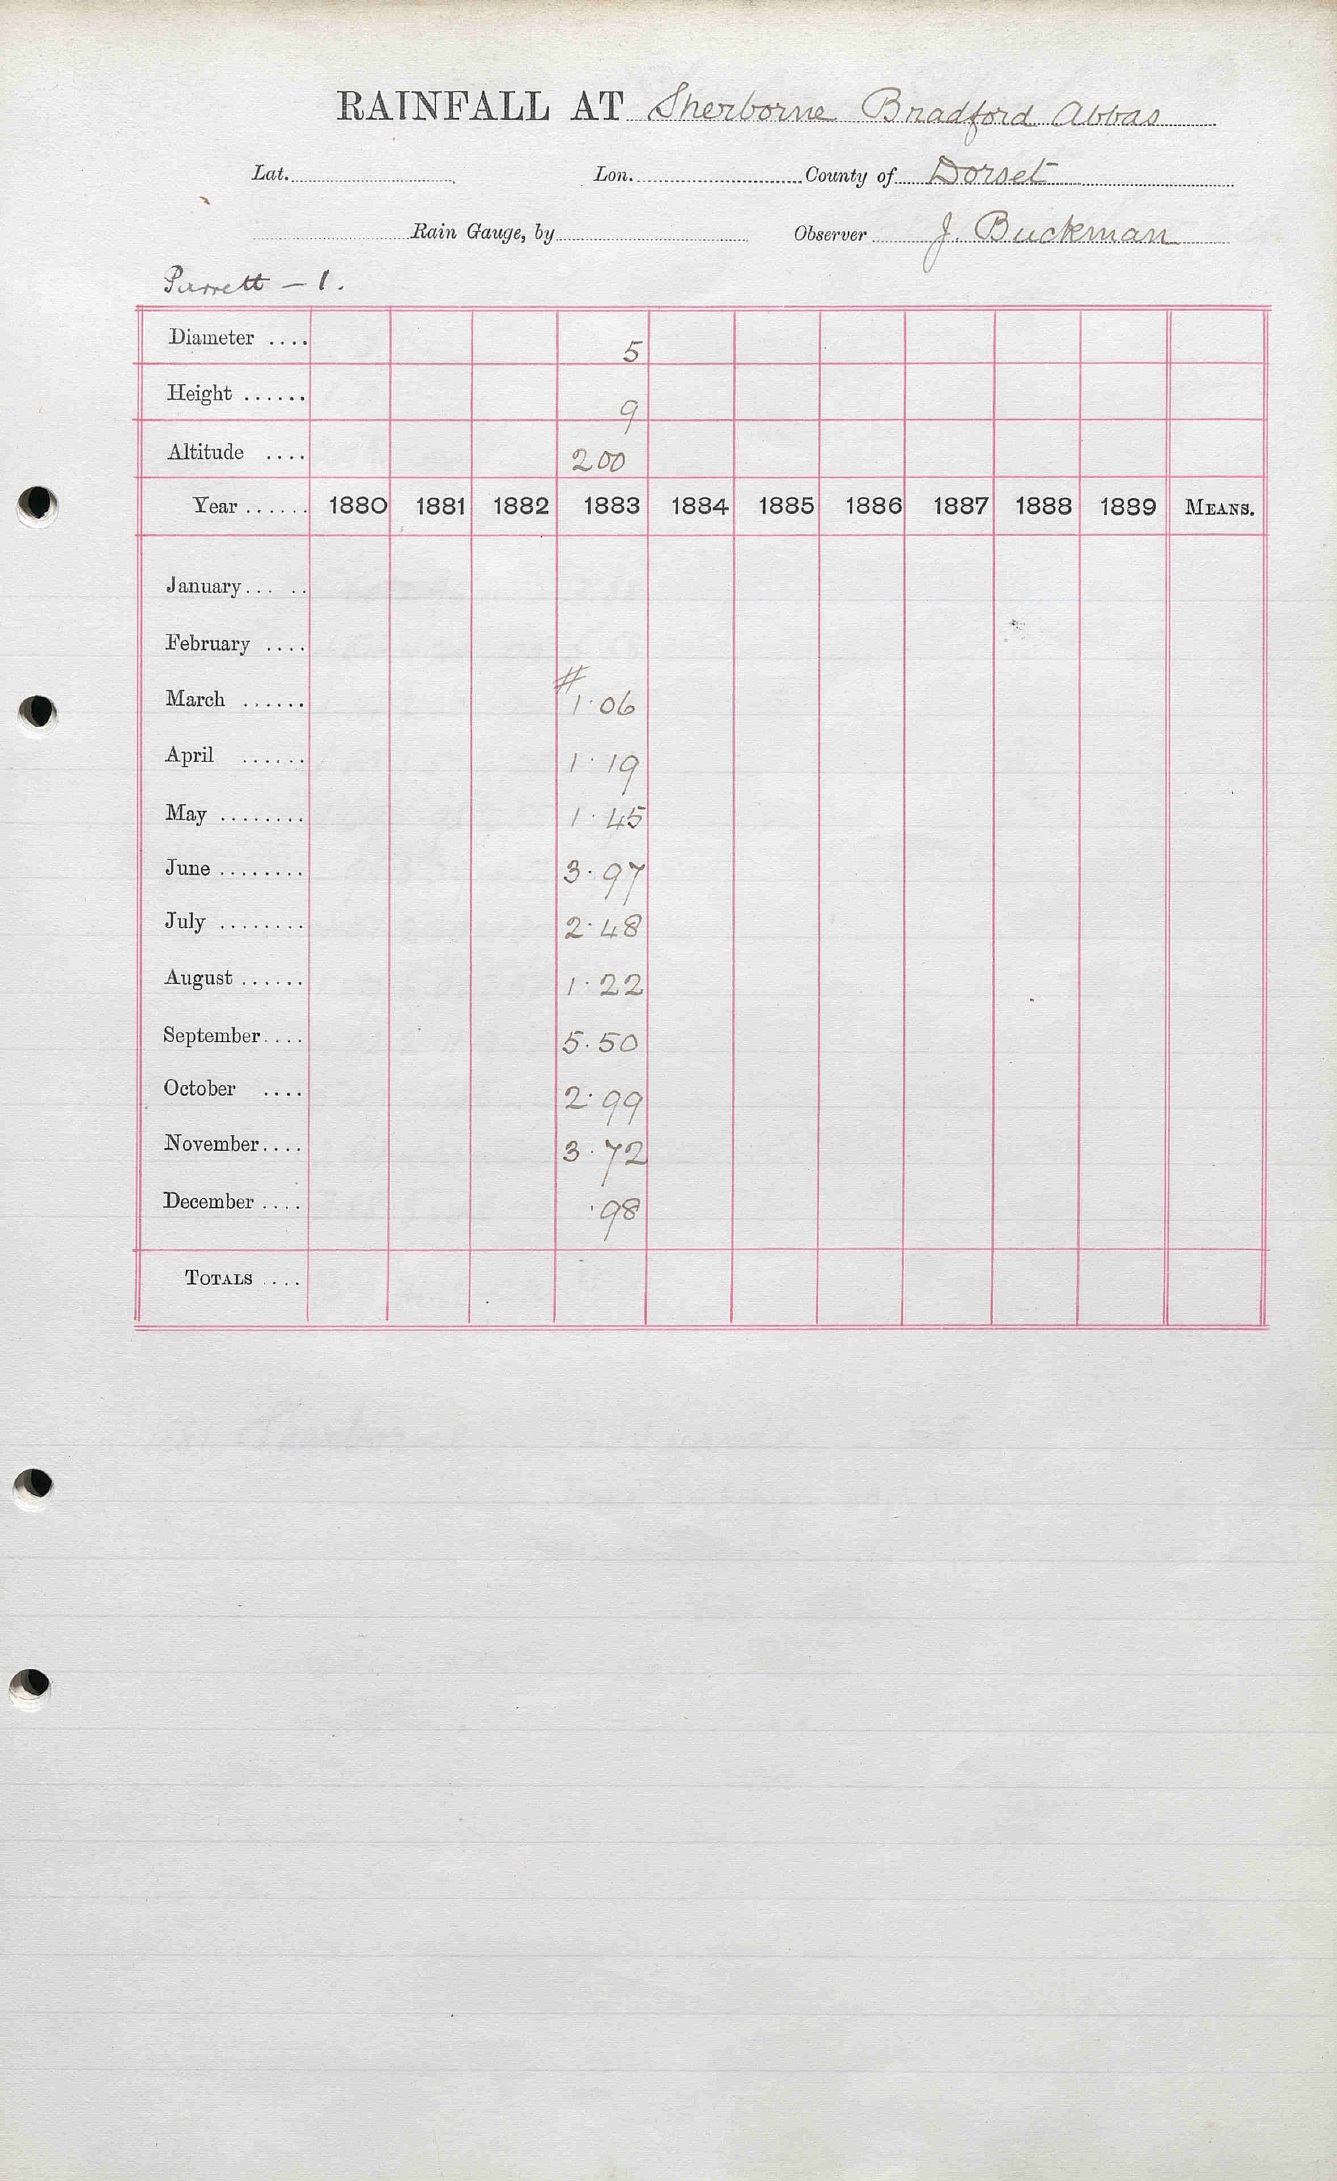 RAINFALL AT Sherborne Bradford Abbas
Lat. Lon. County of Dorset
Rain Gauge, by Observer J. Buckman
Parrett – 1.
Diameter .... 5
Height ...... 9
Altitude .... 200
Year ...... 1880 1881 1882 1883 1884 1885 1886 1887 1888 1889 MEANS.
January... ..
February ....
#
March ...... 1·06
April ...... 1·19
May ........ 1·45
June ........ 3·97
July ........ 2·48
August ...... 1·22
September.... 5·50
October .... 2·99
November.... 3·72
December .... ·98
TOTALS ....